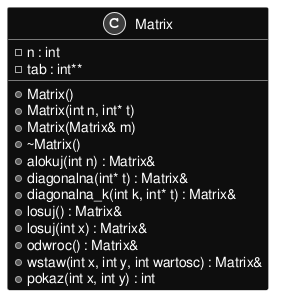 C Matrix
n : int
tab : int**
Matrix()
Matrix(int n, int* t)
Matrix(Matrix& m)
~Matrix()
alokuj(int n) : Matrix&
diagonalna(int* t) : Matrix&
diagonalna_k(int k, int* t) : Matrix&
losuj() : Matrix&
losuj(int x) : Matrix&
odwroc() : Matrix&
wstaw(int x, int y, int wartosc) : Matrix&
pokaz(int x, int y) : int